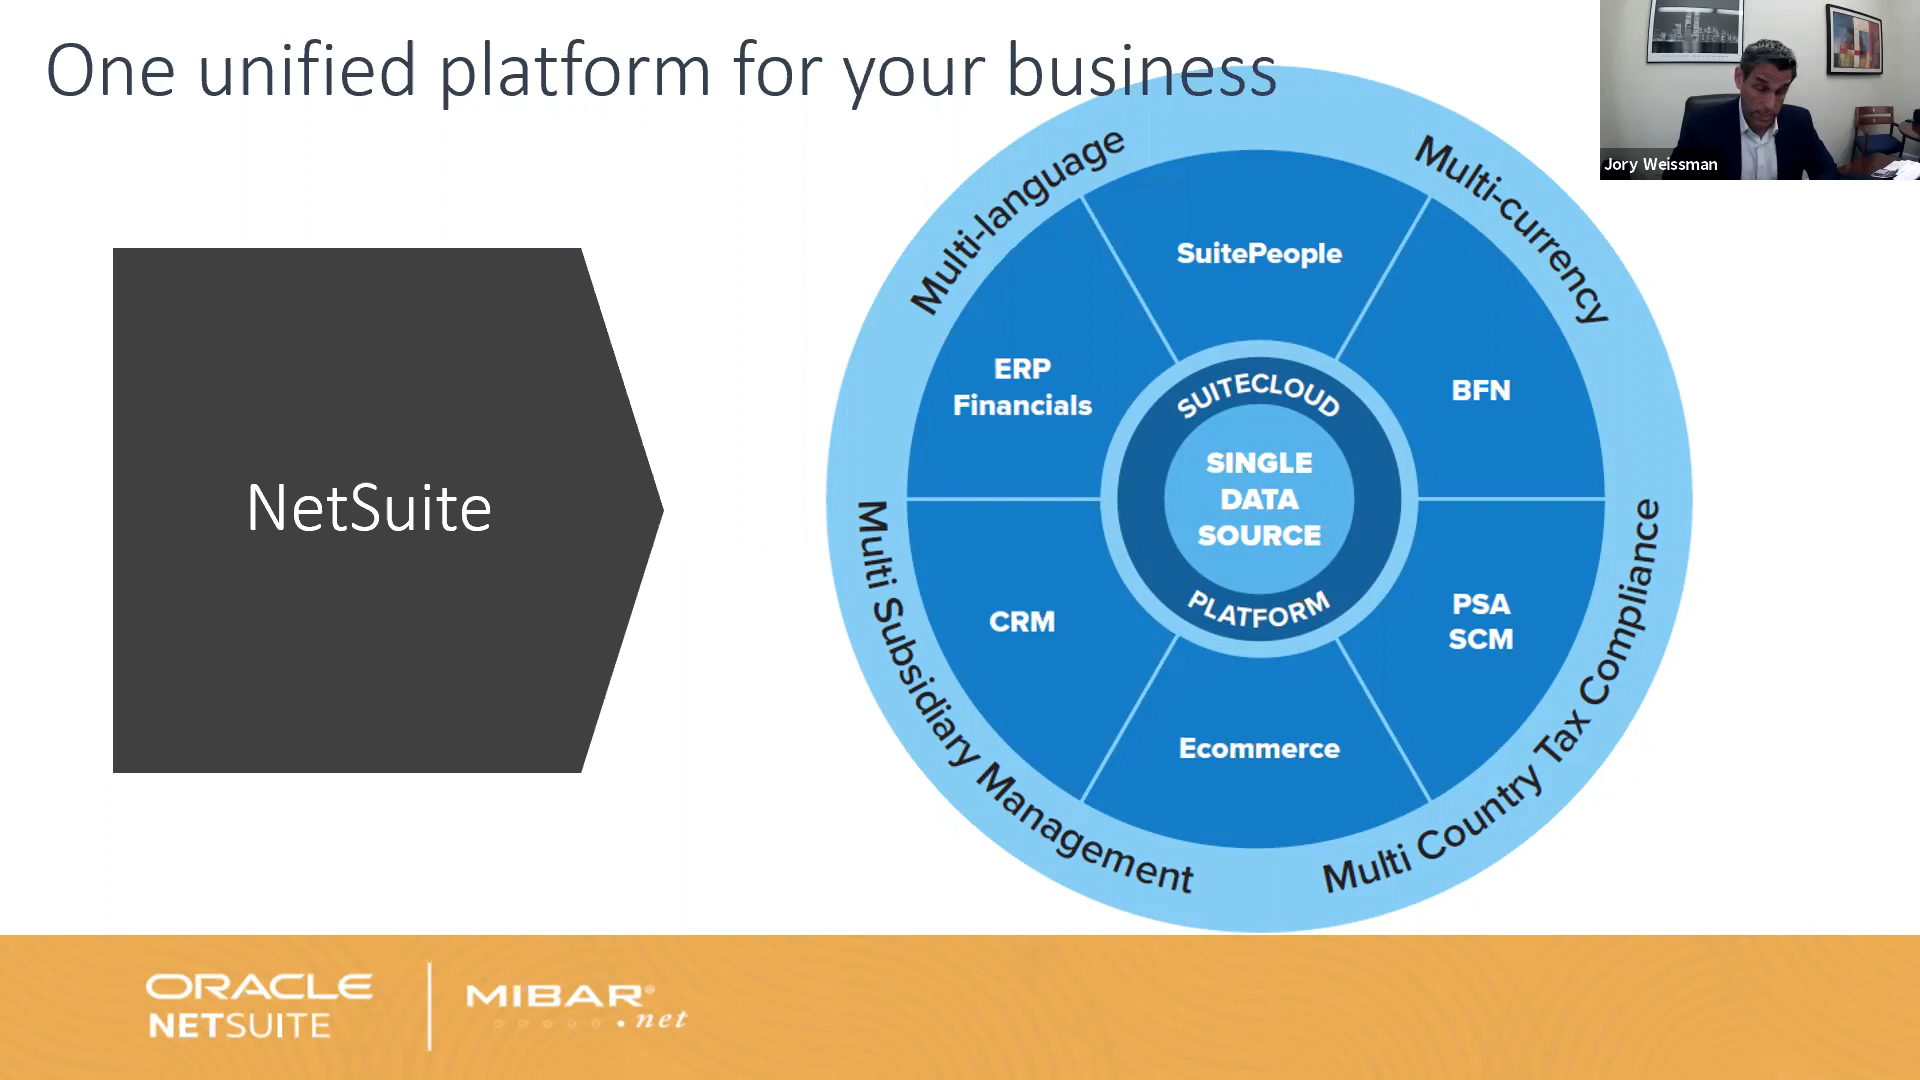 One unified platform for your business
Jory Weissman
NetSuite
Multi-language
Multi-currency
SuitePeople
ERP
Financials
BFN
SUITECLOUD
SINGLE
DATA
SOURCE
PLATFORM
CRM
PSA
SCM
Ecommerce
Multi Subsidiary Management
Multi Country Tax Compliance
ORACLE
NETSUITE
MIBAR®
.net